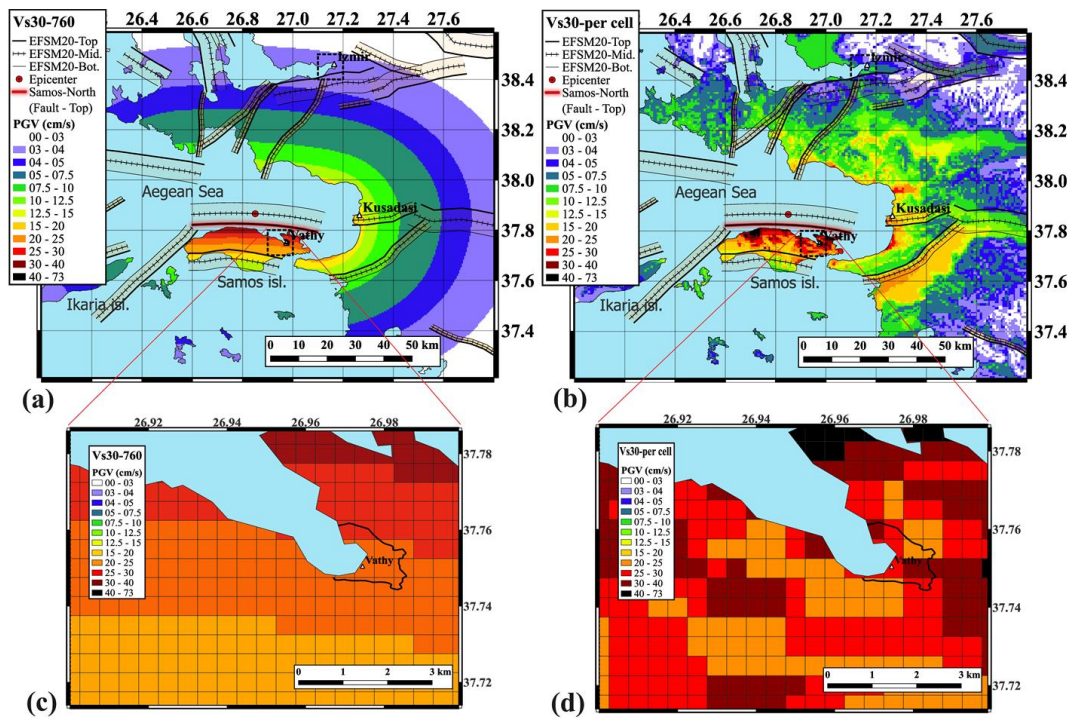 Vs30-760
EFSM20-Top
EFSM20-Mid.
EFSM20-Bot.
Epicenter
Samos-North
(Fault - Top)
PGV (cm/s)
00 - 03
03 - 04
04 - 05
05 - 07.5
07.5 - 10
10 - 12.5
12.5 - 15
15 - 20
20 - 25
25 - 30
30 - 40
40 - 73
26.4 26.6 26.8 27.0 27.2 27.4 27.6
Izmir
Aegean Sea
Kusadasi
Vathy
Samos isl.
Ikaria isl.
0 10 20 30 40 50 km
38.4
38.2
38.0
37.8
37.6
37.4
(a)
Vs30-per cell
EFSM20-Top
EFSM20-Mid.
EFSM20-Bot.
Epicenter
Samos-North
(Fault - Top)
PGV (cm/s)
00 - 03
03 - 04
04 - 05
05 - 07.5
07.5 - 10
10 - 12.5
12.5 - 15
15 - 20
20 - 25
25 - 30
30 - 40
40 - 73
26.4 26.6 26.8 27.0 27.2 27.4 27.6
Izmir
Aegean Sea
Kusadasi
Vathy
Samos isl.
Ikaria isl.
0 10 20 30 40 50 km
38.4
38.2
38.0
37.8
37.6
37.4
(b)
26.92 26.94 26.96 26.98
Vs30-760
PGV (cm/s)
00 - 03
03 - 04
04 - 05
05 - 07.5
07.5 - 10
10 - 12.5
12.5 - 15
15 - 20
20 - 25
25 - 30
30 - 40
40 - 73
Vathy
37.78
37.76
37.74
37.72
0 1 2 3 km
(c)
26.92 26.94 26.96 26.98
Vs30-per cell
PGV (cm/s)
00 - 03
03 - 04
04 - 05
05 - 07.5
07.5 - 10
10 - 12.5
12.5 - 15
15 - 20
20 - 25
25 - 30
30 - 40
40 - 73
Vathy
37.78
37.76
37.74
37.72
0 1 2 3 km
(d)